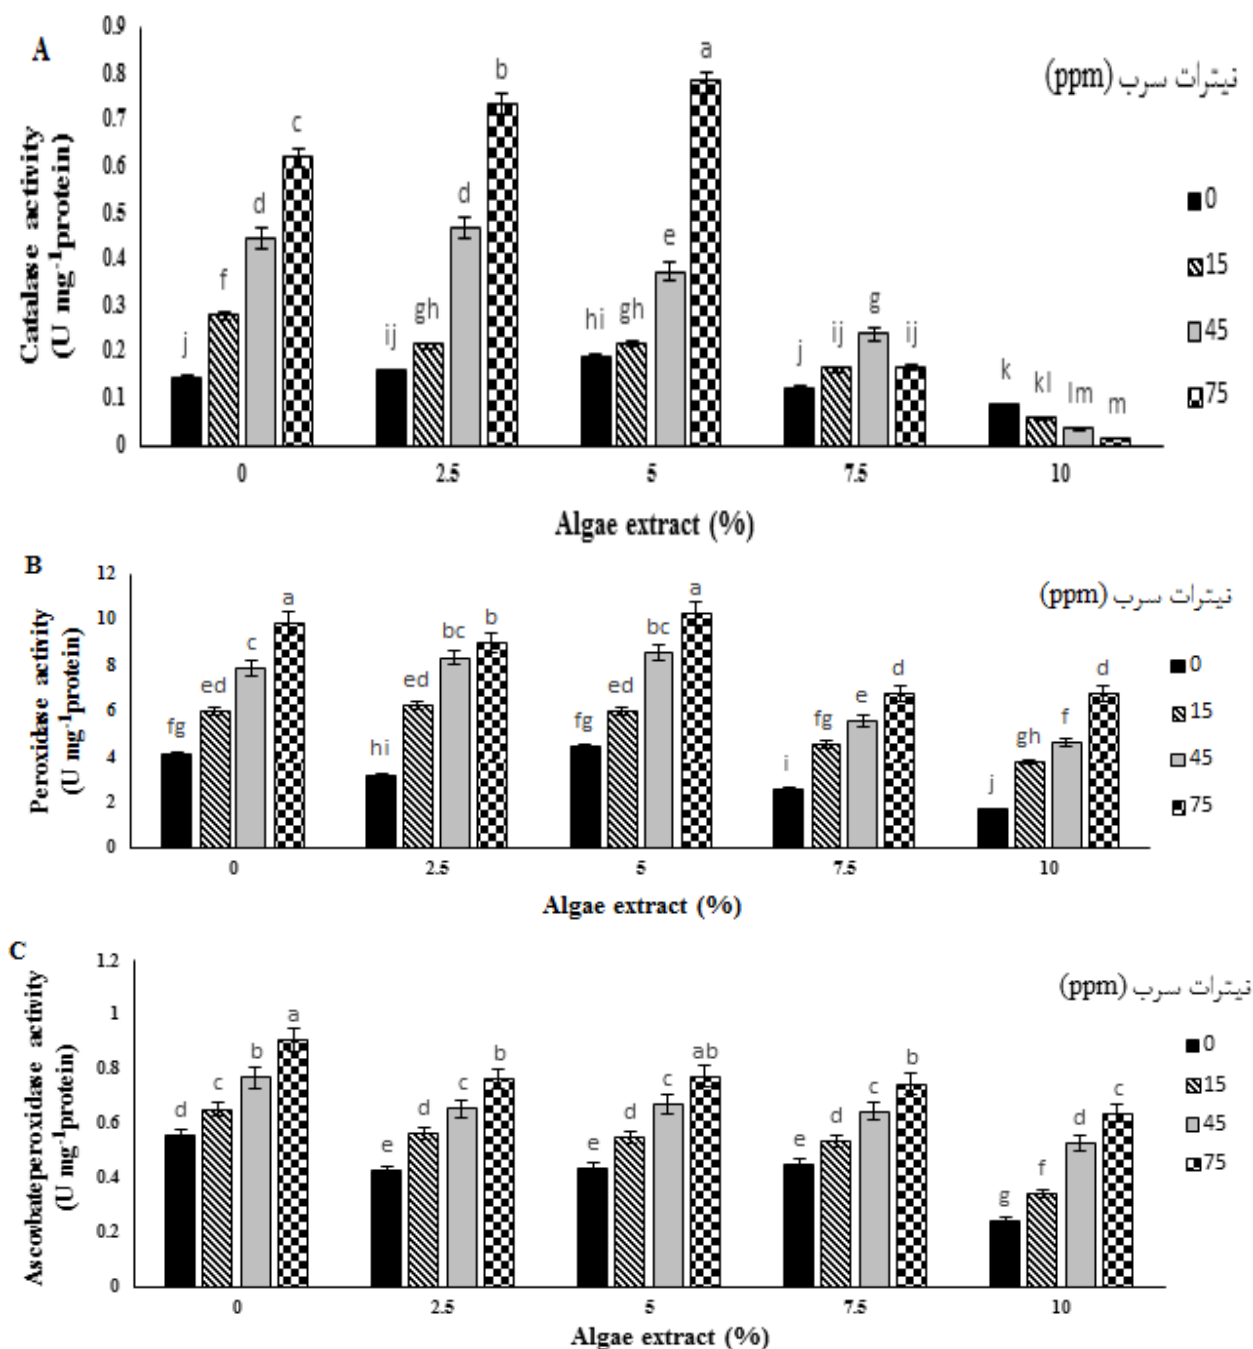 A
0.9
0.8
0.7
0.6
0.5
0.4
0.3
0.2
0.1
0
Catalase activity
(U mg⁻¹protein)
j f d c
ij gh d b
hi gh e a
j ij g ij
k kl lm m
0 2.5 5 7.5 10
Algae extract (%)
نیترات سرب (ppm)
0
15
45
75
B
12
10
8
6
4
2
0
Peroxidase activity
(U mg⁻¹protein)
fg ed c a
hi ed bc b
fg ed bc a
i fg e d
j gh f d
0 2.5 5 7.5 10
Algae extract (%)
نیترات سرب (ppm)
0
15
45
75
C
1.2
1
0.8
0.6
0.4
0.2
0
Ascorbateperoxidase activity
(U mg⁻¹protein)
d c b a
e d c b
e d c ab
e d c b
g f d c
0 2.5 5 7.5 10
Algae extract (%)
نیترات سرب (ppm)
0
15
45
75